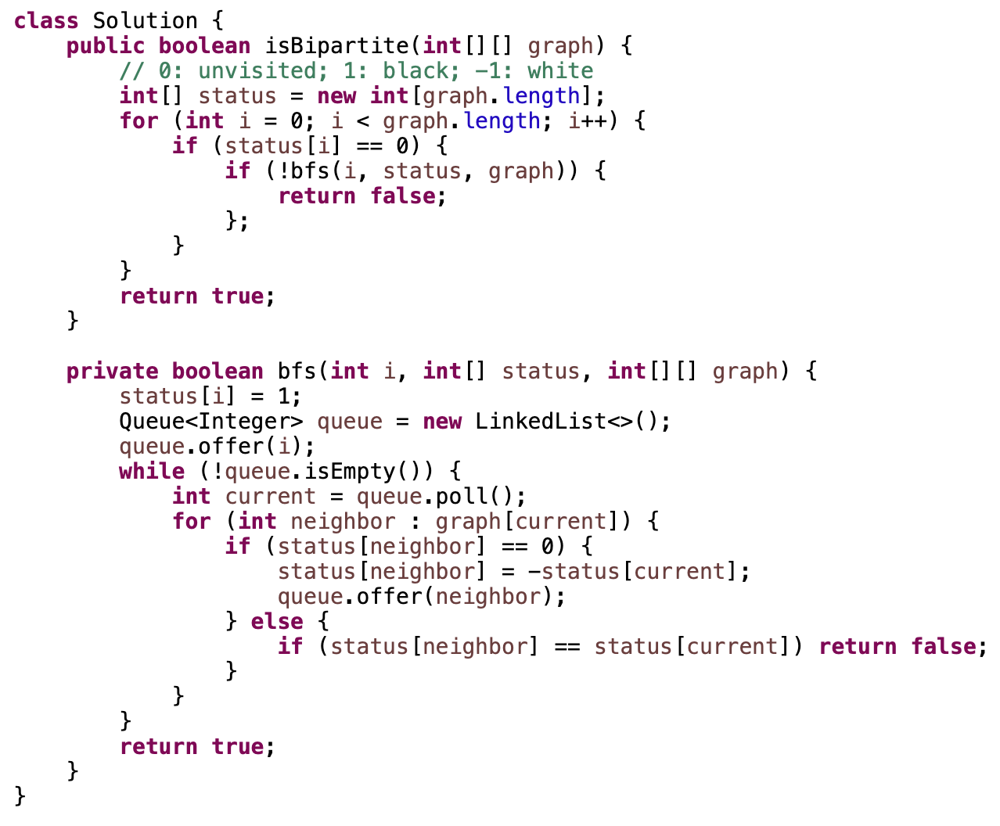 class Solution {
    public boolean isBipartite(int[][] graph) {
        // 0: unvisited; 1: black; -1: white
        int[] status = new int[graph.length];
        for (int i = 0; i < graph.length; i++) {
            if (status[i] == 0) {
                if (!bfs(i, status, graph)) {
                    return false;
                };
            }
        }
        return true;
    }

    private boolean bfs(int i, int[] status, int[][] graph) {
        status[i] = 1;
        Queue<Integer> queue = new LinkedList<>();
        queue.offer(i);
        while (!queue.isEmpty()) {
            int current = queue.poll();
            for (int neighbor : graph[current]) {
                if (status[neighbor] == 0) {
                    status[neighbor] = -status[current];
                    queue.offer(neighbor);
                } else {
                    if (status[neighbor] == status[current]) return false;
                }
            }
        }
        return true;
    }
}